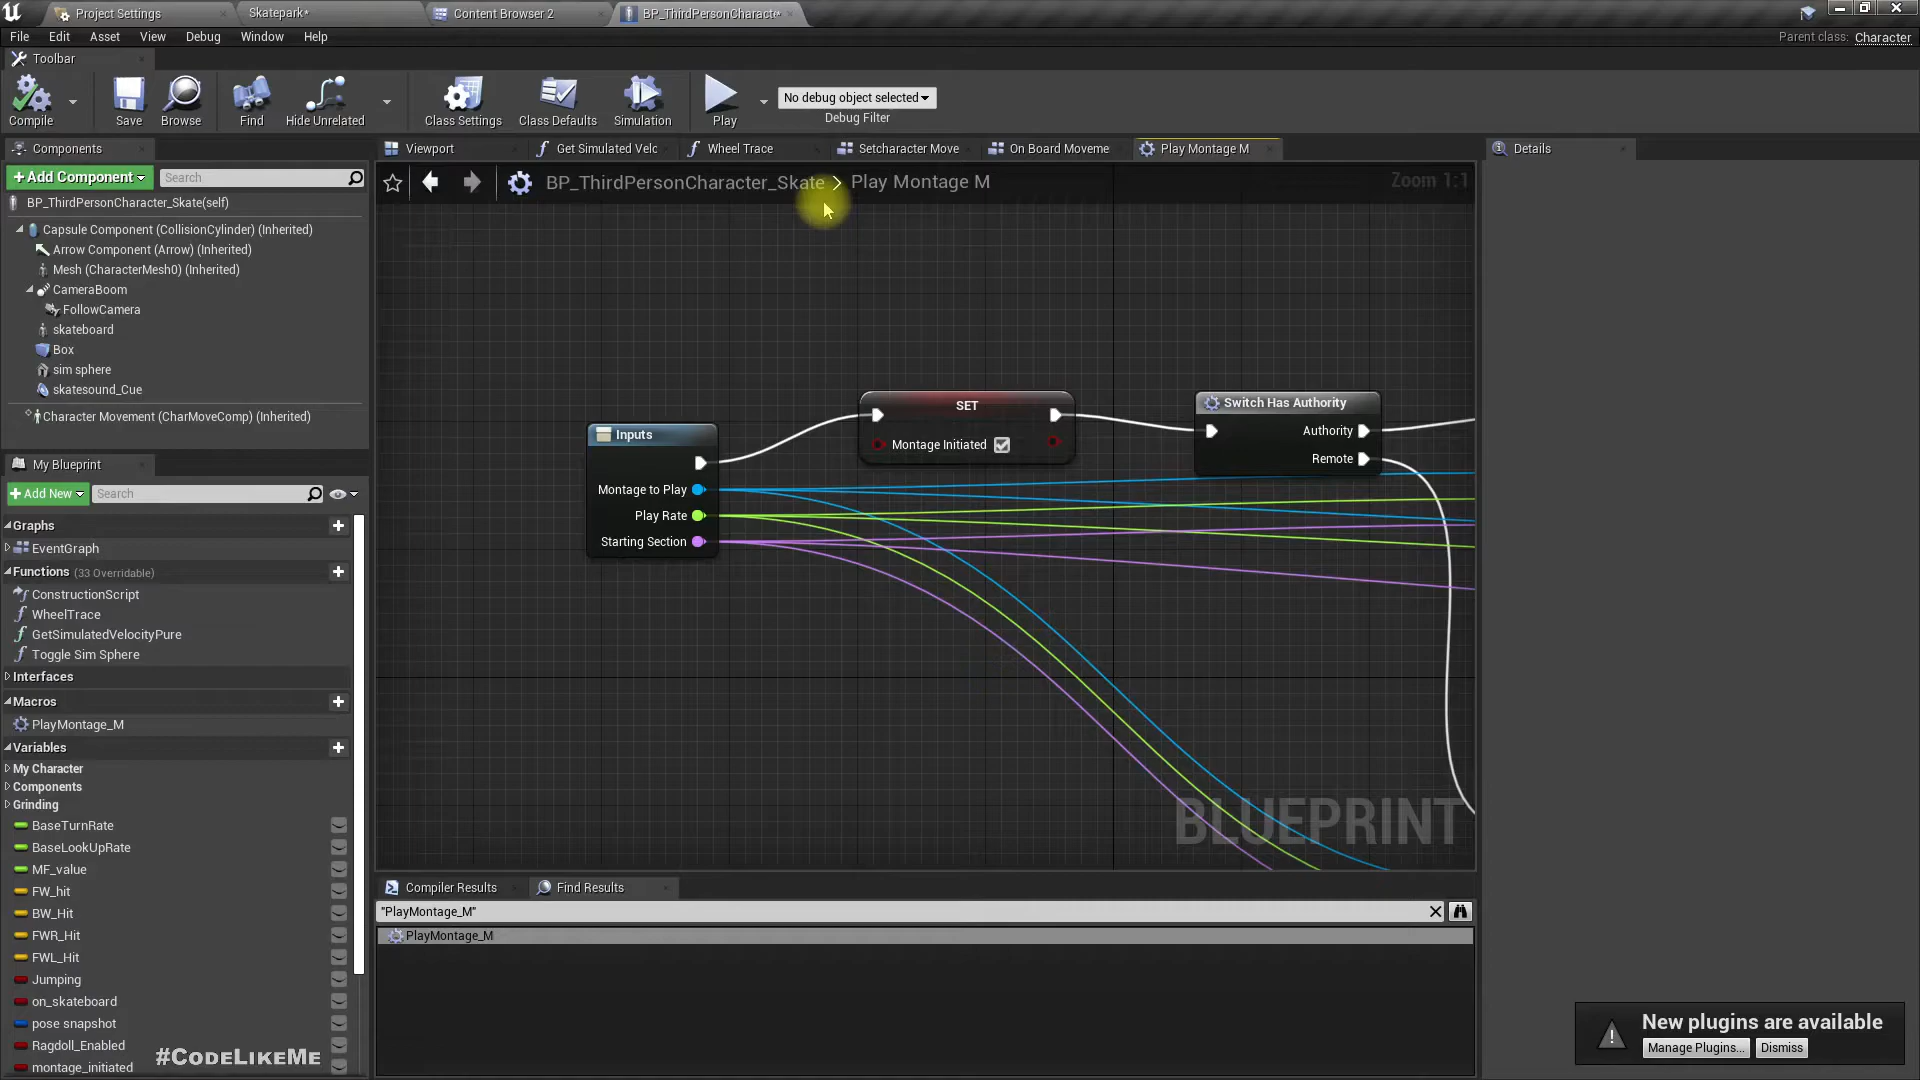 Project Settings
Skatepark*
Content Browser 2
BP_ThirdPersonCharacte*
File
Edit
Asset
View
Debug
Window
Help
Parent class: Character
Toolbar
Compile
Save
Browse
Find
Hide Unrelated
Class Settings
Class Defaults
Simulation
Play
No debug object selected
Debug Filter
Components
Viewport
Get Simulated Veloc
Wheel Trace
Setcharacter Move
On Board Moveme
Play Montage M
Details
+Add Component
Search
BP_ThirdPersonCharacter_Skate > Play Montage M
Zoom 1:1
BP_ThirdPersonCharacter_Skate(self)
Capsule Component (CollisionCylinder) (Inherited)
Arrow Component (Arrow) (Inherited)
Mesh (CharacterMesh0) (Inherited)
CameraBoom
FollowCamera
skateboard
Box
sim sphere
skatesound_Cue
Character Movement (CharMoveComp) (Inherited)
My Blueprint
+Add New
Search
Graphs
EventGraph
Functions (33 Overridable)
ConstructionScript
WheelTrace
GetSimulatedVelocityPure
Toggle Sim Sphere
Interfaces
Macros
PlayMontage_M
Variables
My Character
Components
Grinding
BaseTurnRate
BaseLookUpRate
MF_value
FW_hit
BW_Hit
FWR_Hit
FWL_Hit
Jumping
on_skateboard
pose snapshot
Ragdoll_Enabled
montage_initiated
#CODELIKEME
Inputs
Montage to Play
Play Rate
Starting Section
SET
Montage Initiated
Switch Has Authority
Authority
Remote
BLUEPRINT
Compiler Results
Find Results
"PlayMontage_M"
PlayMontage_M
New plugins are available
Manage Plugins...
Dismiss